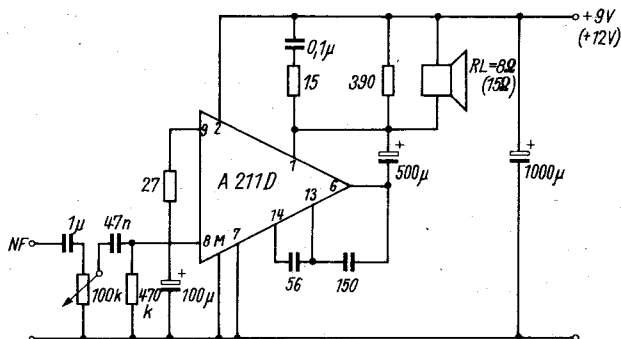 +9V
(+12V)
0,1µ
15
390
RL=8Ω
(15Ω)
9
2
1
27
A 211D
6
+
500µ
+
1000µ
13
14
1µ
47n
NF
8 M
7
+
100k
470
k
100µ
56
150